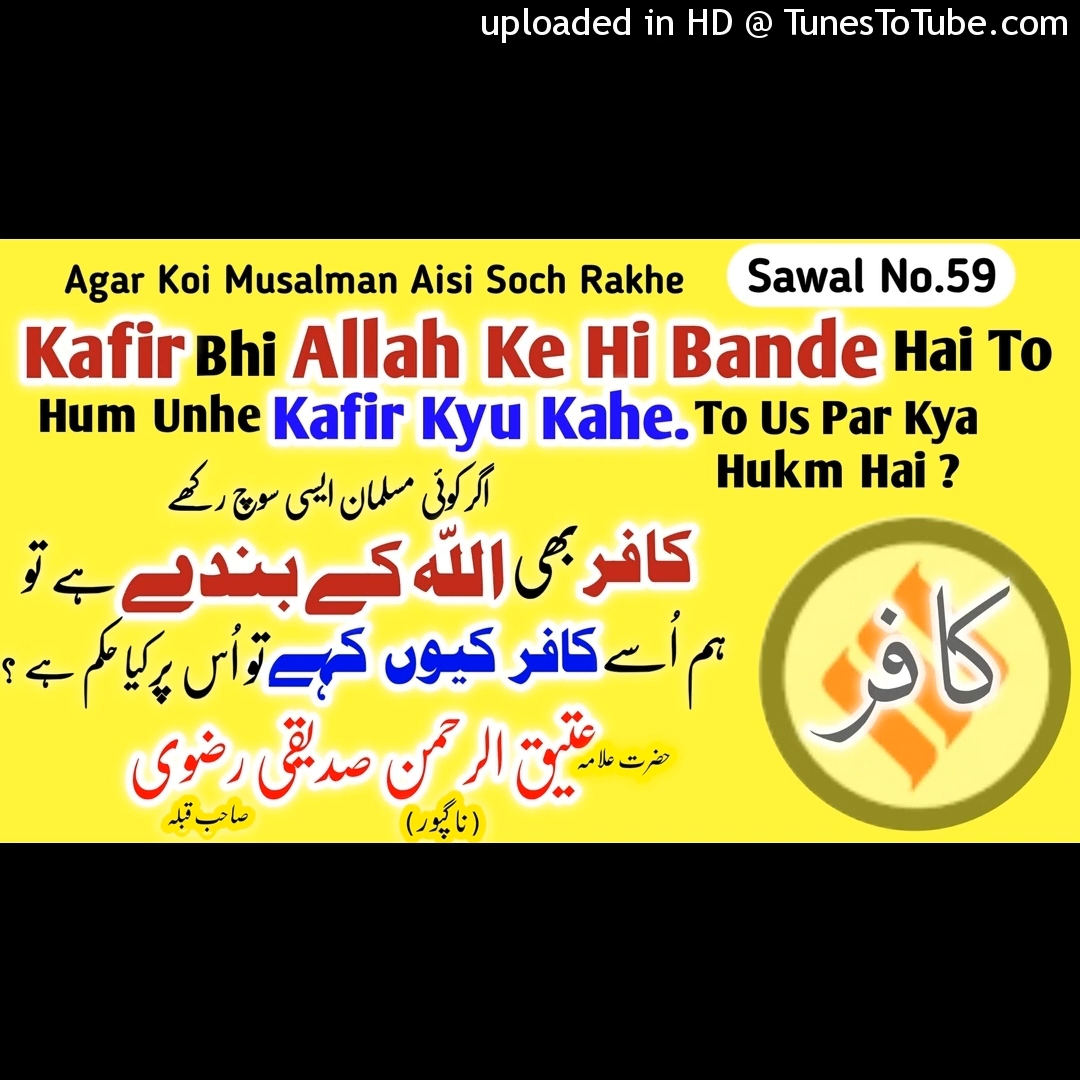 uploaded in HD @ TunesToTube.com
Agar Koi Musalman Aisi Soch Rakhe
Sawal No.59
Kafir Bhi Allah Ke Hi Bande Hai To
Hum Unhe Kafir Kyu Kahe. To Us Par Kya
Hukm Hai ?
اگر کوئی مسلمان ایسی سوچ رکھے
کافر بھی اللہ کے بندے ہے تو
ہم اُسے کافر کیوں کہے تو اُس پر کیا حکم ہے ؟
کافر
حضرت علامہ عتیق الرحمن صدیقی رضوی
(ناگپور) صاحب قبلہ